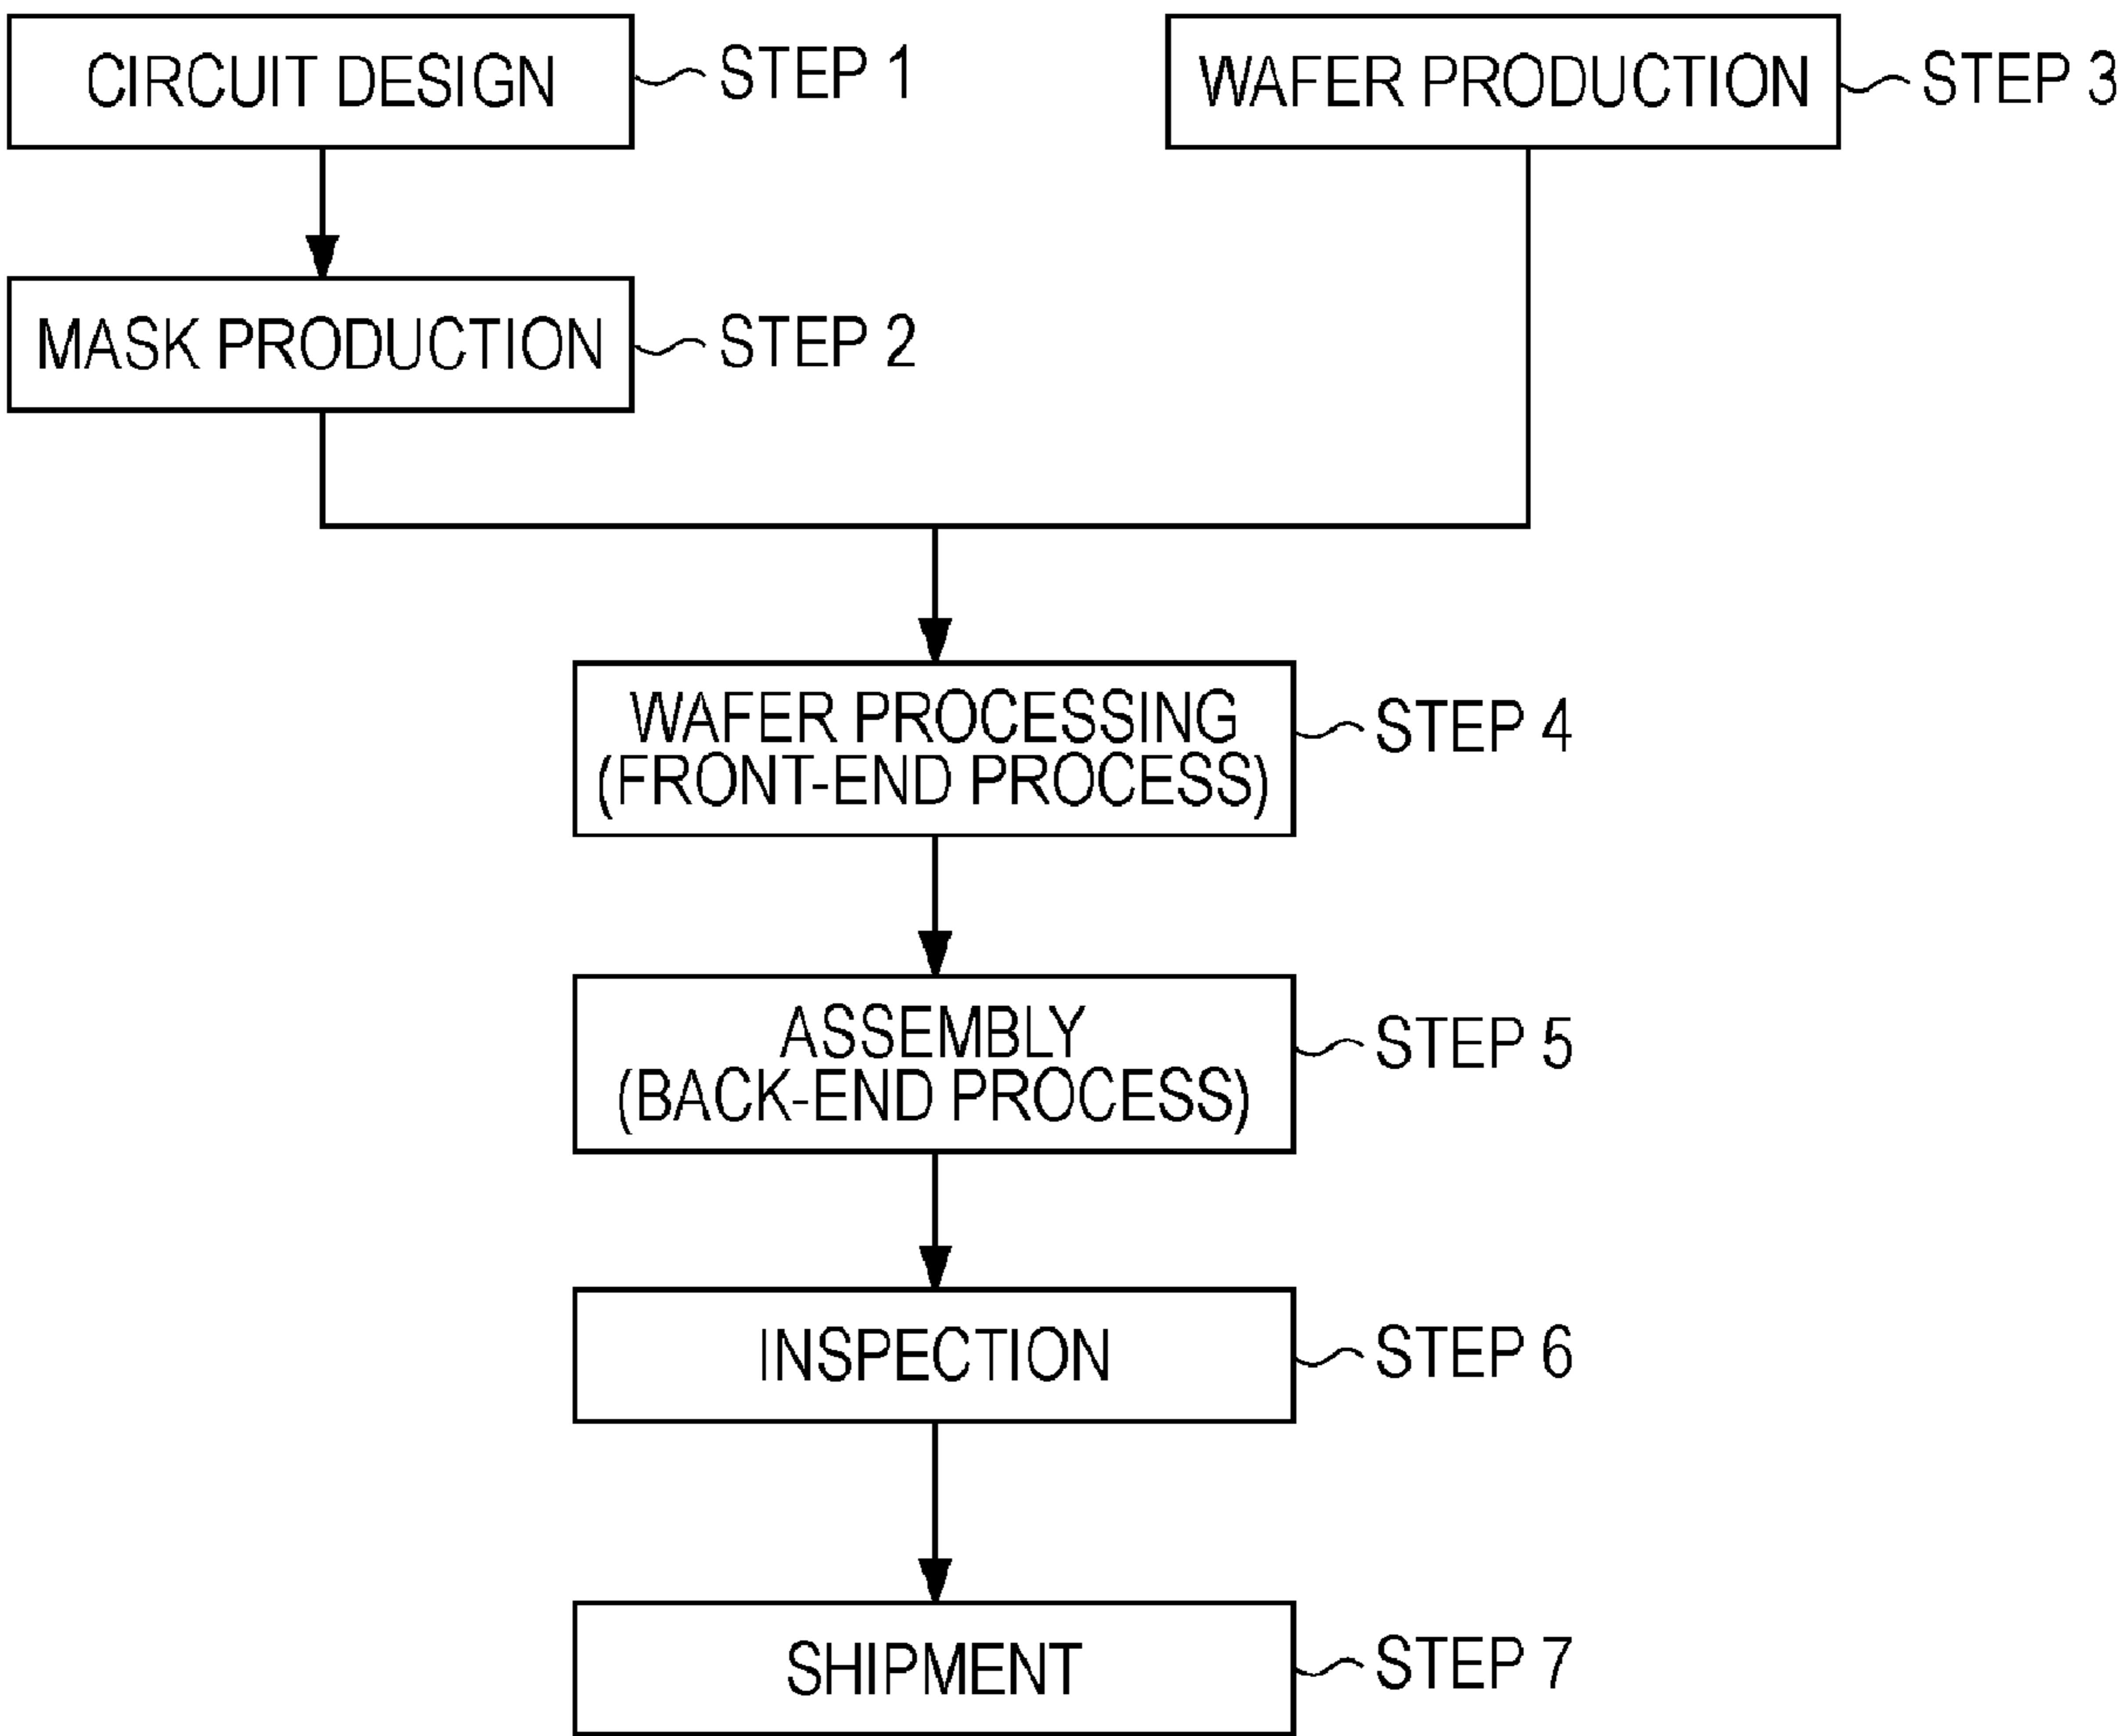 CIRCUIT DESIGN
STEP 1
WAFER PRODUCTION
STEP 3
MASK PRODUCTION
STEP 2
WAFER PROCESSING
(FRONT-END PROCESS)
STEP 4
ASSEMBLY
(BACK-END PROCESS)
STEP 5
INSPECTION
STEP 6
SHIPMENT
STEP 7